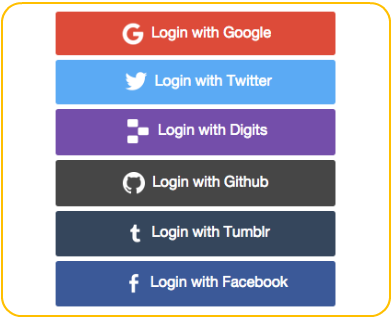 Login with Google
Login with Twitter
Login with Digits
Login with Github
Login with Tumblr
Login with Facebook